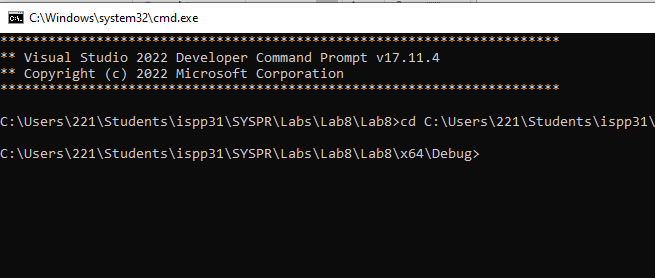 C:\Windows\system32\cmd.exe
**********************************************************************
** Visual Studio 2022 Developer Command Prompt v17.11.4
** Copyright (c) 2022 Microsoft Corporation
**********************************************************************
C:\Users\221\Students\ispp31\SYSPR\Labs\Lab8\Lab8>cd C:\Users\221\Students\ispp31\
C:\Users\221\Students\ispp31\SYSPR\Labs\Lab8\Lab8\x64\Debug>